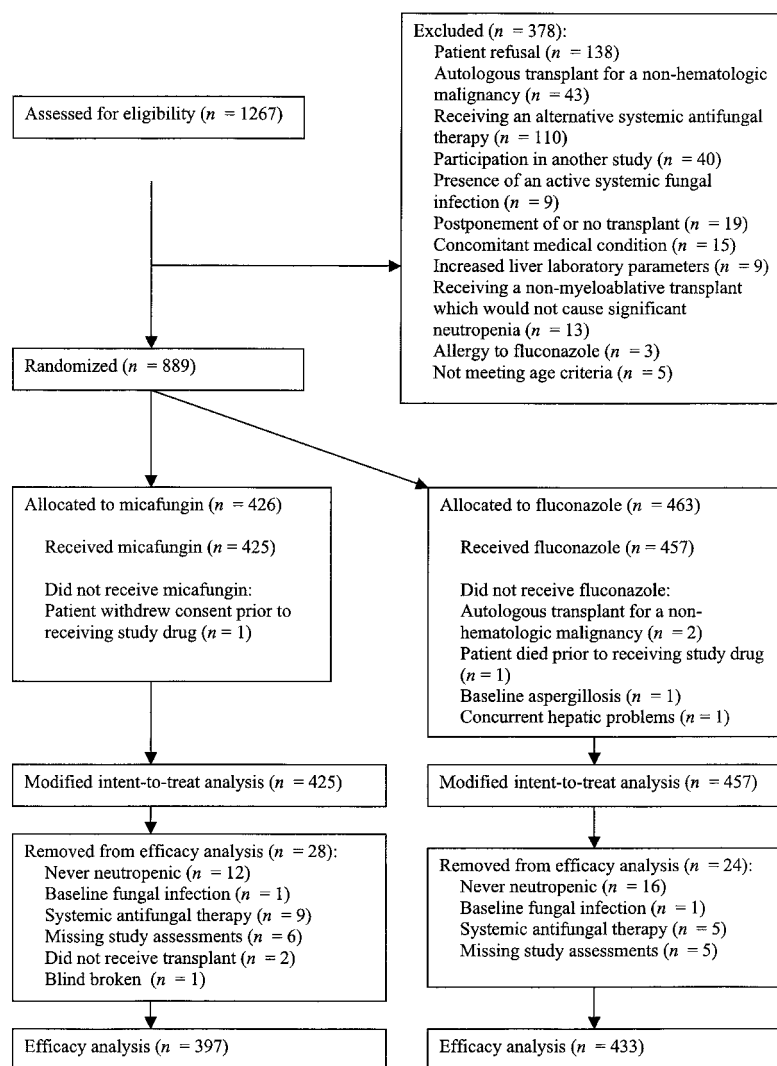 Assessed for eligibility (n = 1267)
Excluded (n = 378):
Patient refusal (n = 138)
Autologous transplant for a non-hematologic
malignancy (n = 43)
Receiving an alternative systemic antifungal
therapy (n = 110)
Participation in another study (n = 40)
Presence of an active systemic fungal
infection (n = 9)
Postponement of or no transplant (n = 19)
Concomitant medical condition (n = 15)
Increased liver laboratory parameters (n = 9)
Receiving a non-myeloablative transplant
which would not cause significant
neutropenia (n = 13)
Allergy to fluconazole (n = 3)
Not meeting age criteria (n = 5)
Randomized (n = 889)
Allocated to micafungin (n = 426)
Received micafungin (n = 425)
Did not receive micafungin:
Patient withdrew consent prior to
receiving study drug (n = 1)
Allocated to fluconazole (n = 463)
Received fluconazole (n = 457)
Did not receive fluconazole:
Autologous transplant for a non-
hematologic malignancy (n = 2)
Patient died prior to receiving study drug
(n = 1)
Baseline aspergillosis (n = 1)
Concurrent hepatic problems (n = 1)
Modified intent-to-treat analysis (n = 425)
Modified intent-to-treat analysis (n = 457)
Removed from efficacy analysis (n = 28):
Never neutropenic (n = 12)
Baseline fungal infection (n = 1)
Systemic antifungal therapy (n = 9)
Missing study assessments (n = 6)
Did not receive transplant (n = 2)
Blind broken (n = 1)
Removed from efficacy analysis (n = 24):
Never neutropenic (n = 16)
Baseline fungal infection (n = 1)
Systemic antifungal therapy (n = 5)
Missing study assessments (n = 5)
Efficacy analysis (n = 397)
Efficacy analysis (n = 433)